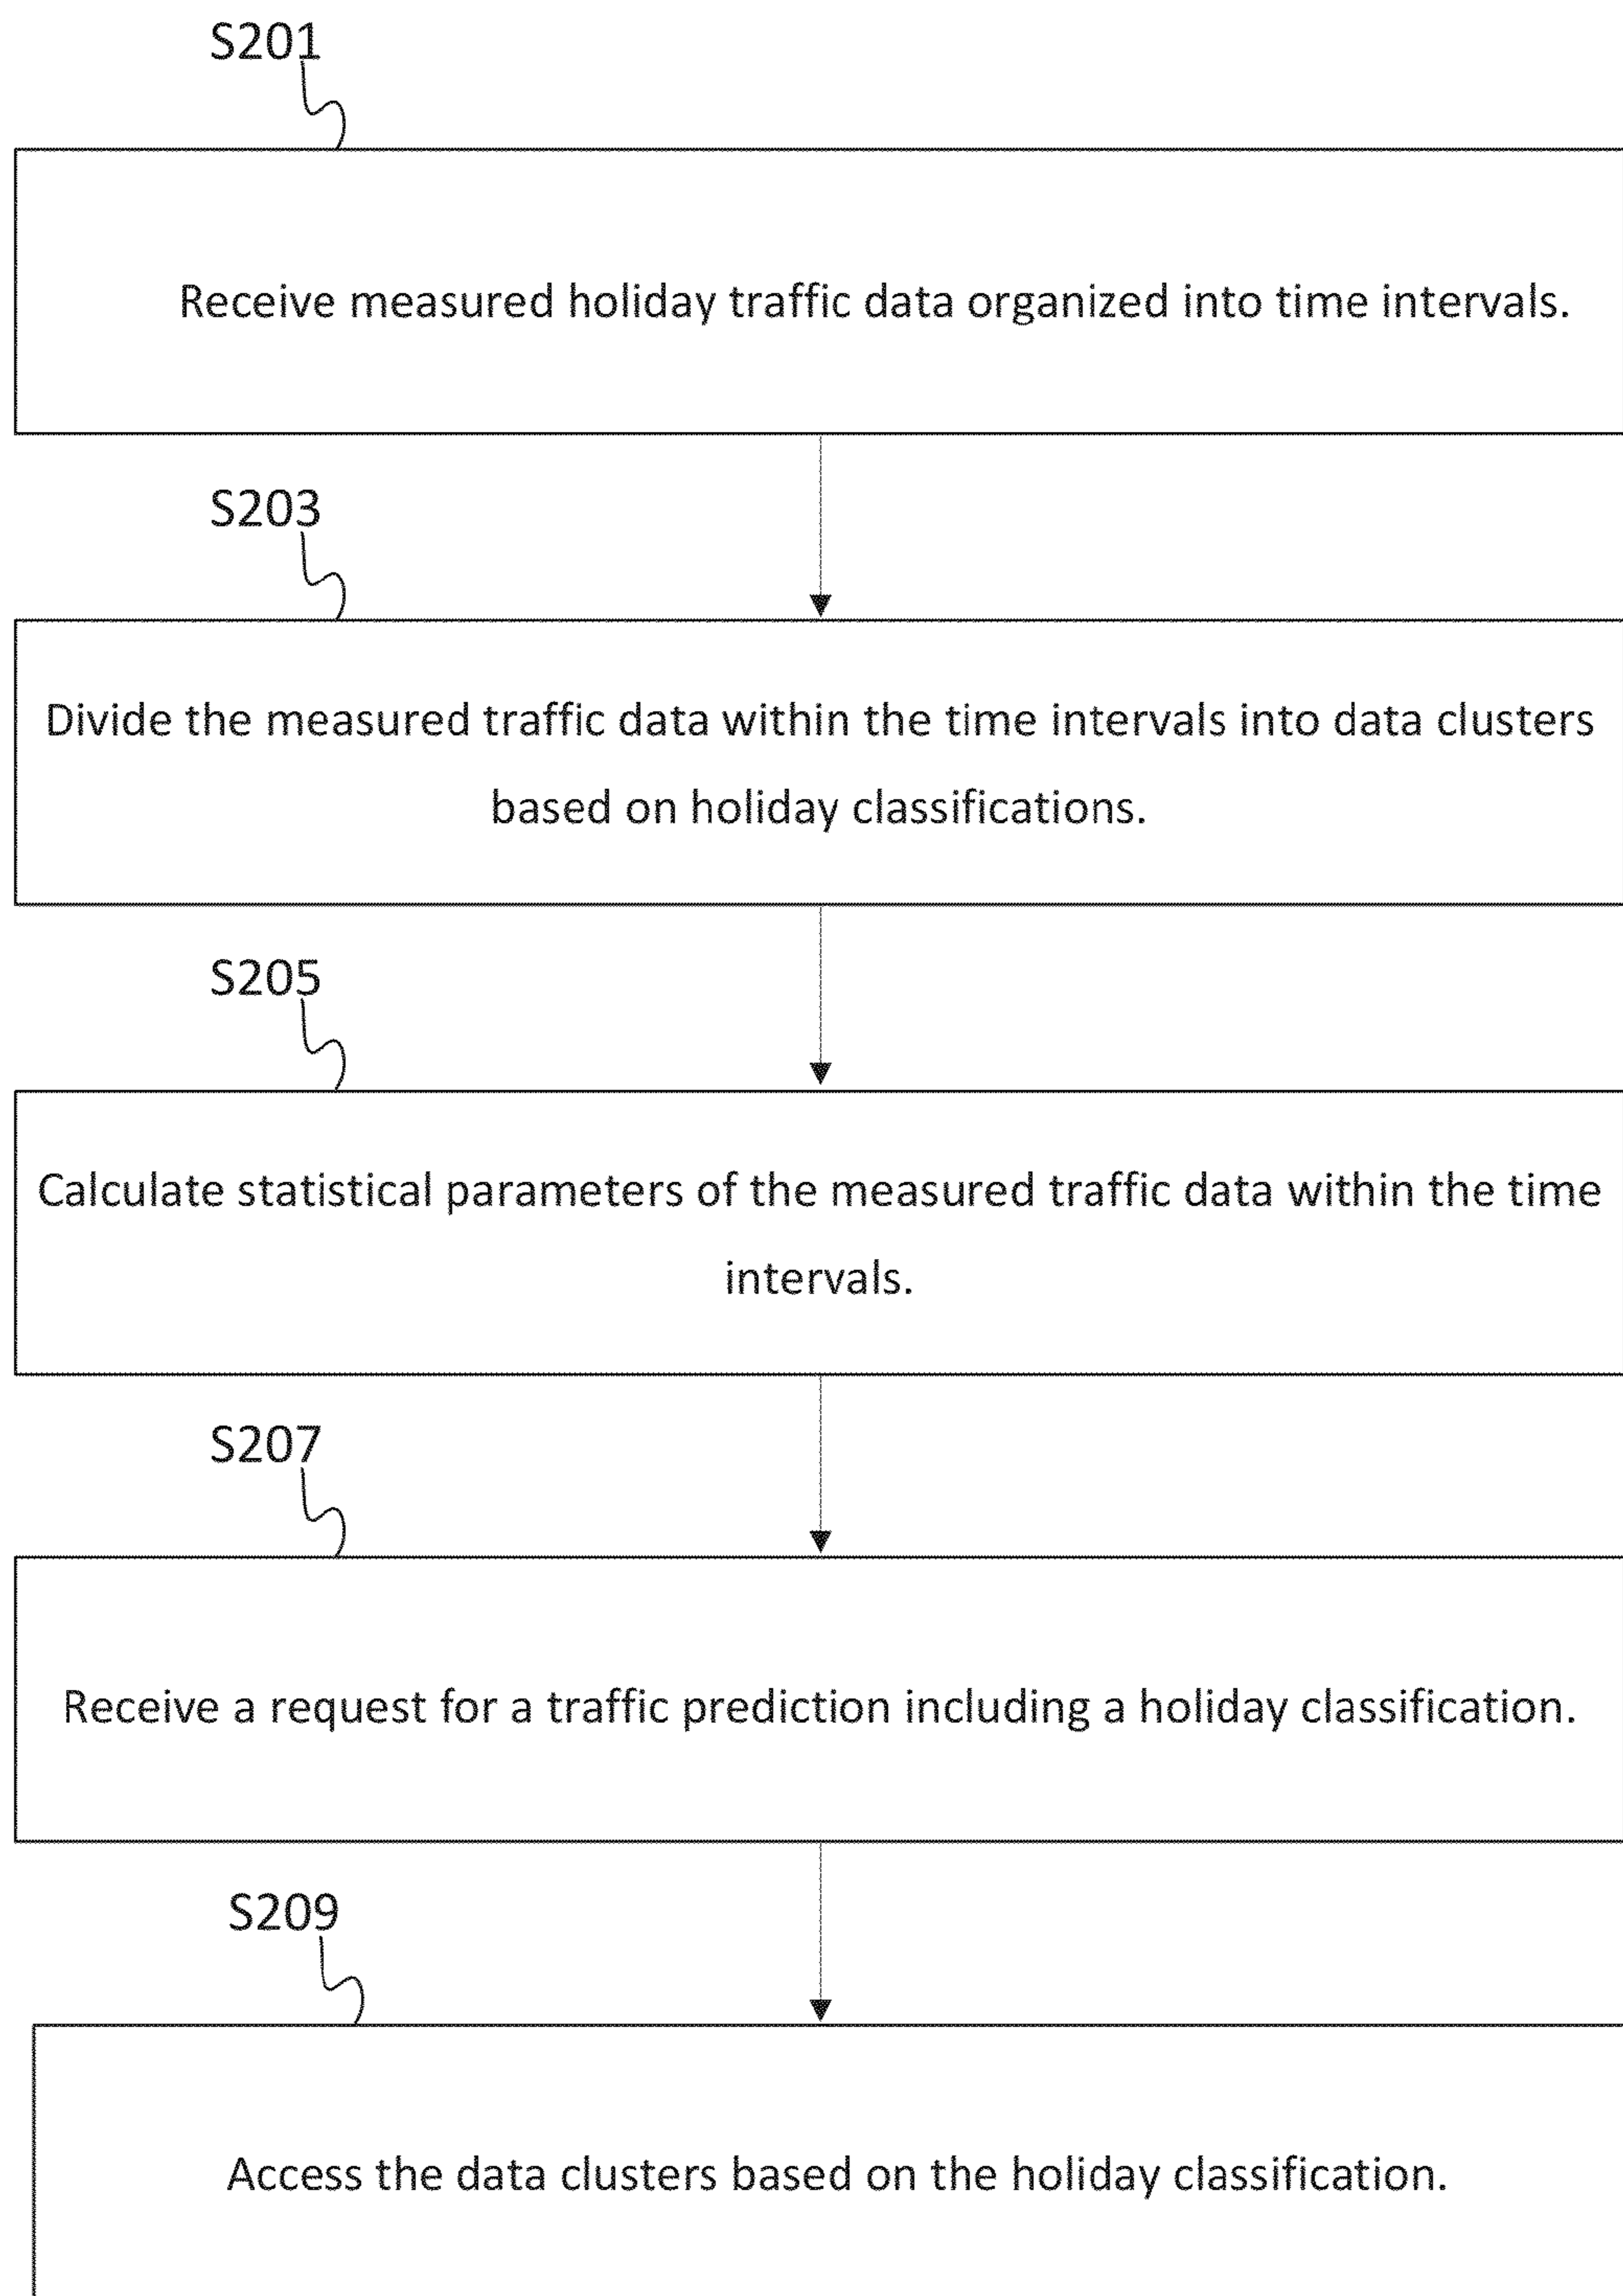 S201
Receive measured holiday traffic data organized into time intervals.
S203
Divide the measured traffic data within the time intervals into data clusters
based on holiday classifications.
S205
Calculate statistical parameters of the measured traffic data within the time
intervals.
S207
Receive a request for a traffic prediction including a holiday classification.
S209
Access the data clusters based on the holiday classification.